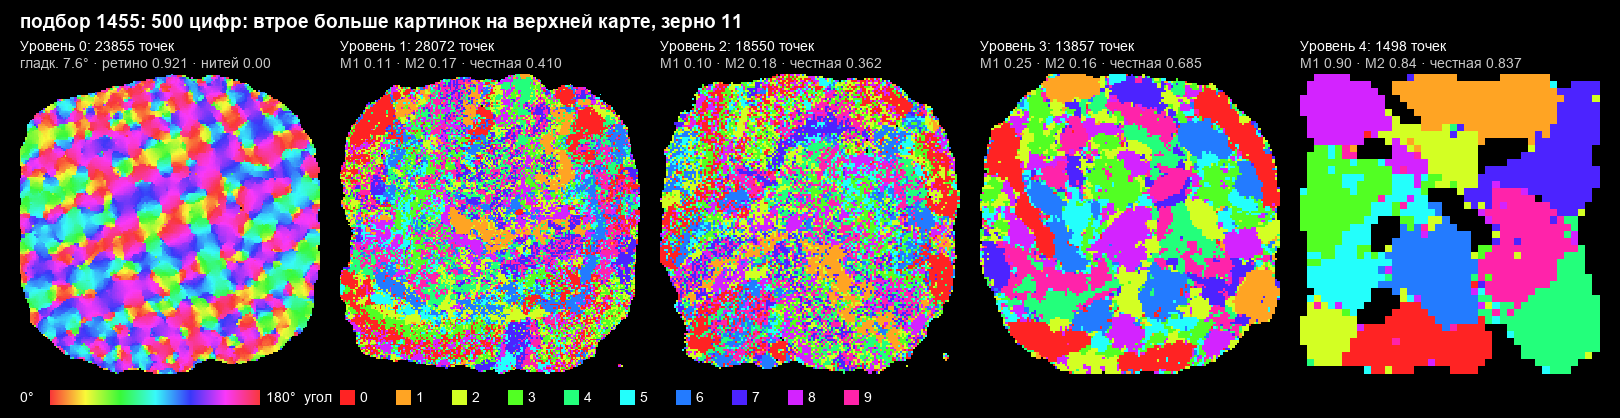 подбор 1455: 500 цифр: втрое больше картинок на верхней карте, зерно 11
Уровень 0: 23855 точек
гладк. 7.6° · ретино 0.921 · нитей 0.00
Уровень 1: 28072 точек
М1 0.11 · М2 0.17 · честная 0.410
Уровень 2: 18550 точек
М1 0.10 · М2 0.18 · честная 0.362
Уровень 3: 13857 точек
М1 0.25 · М2 0.16 · честная 0.685
Уровень 4: 1498 точек
М1 0.90 · М2 0.84 · честная 0.837
0° 180° угол 0 1 2 3 4 5 6 7 8 9